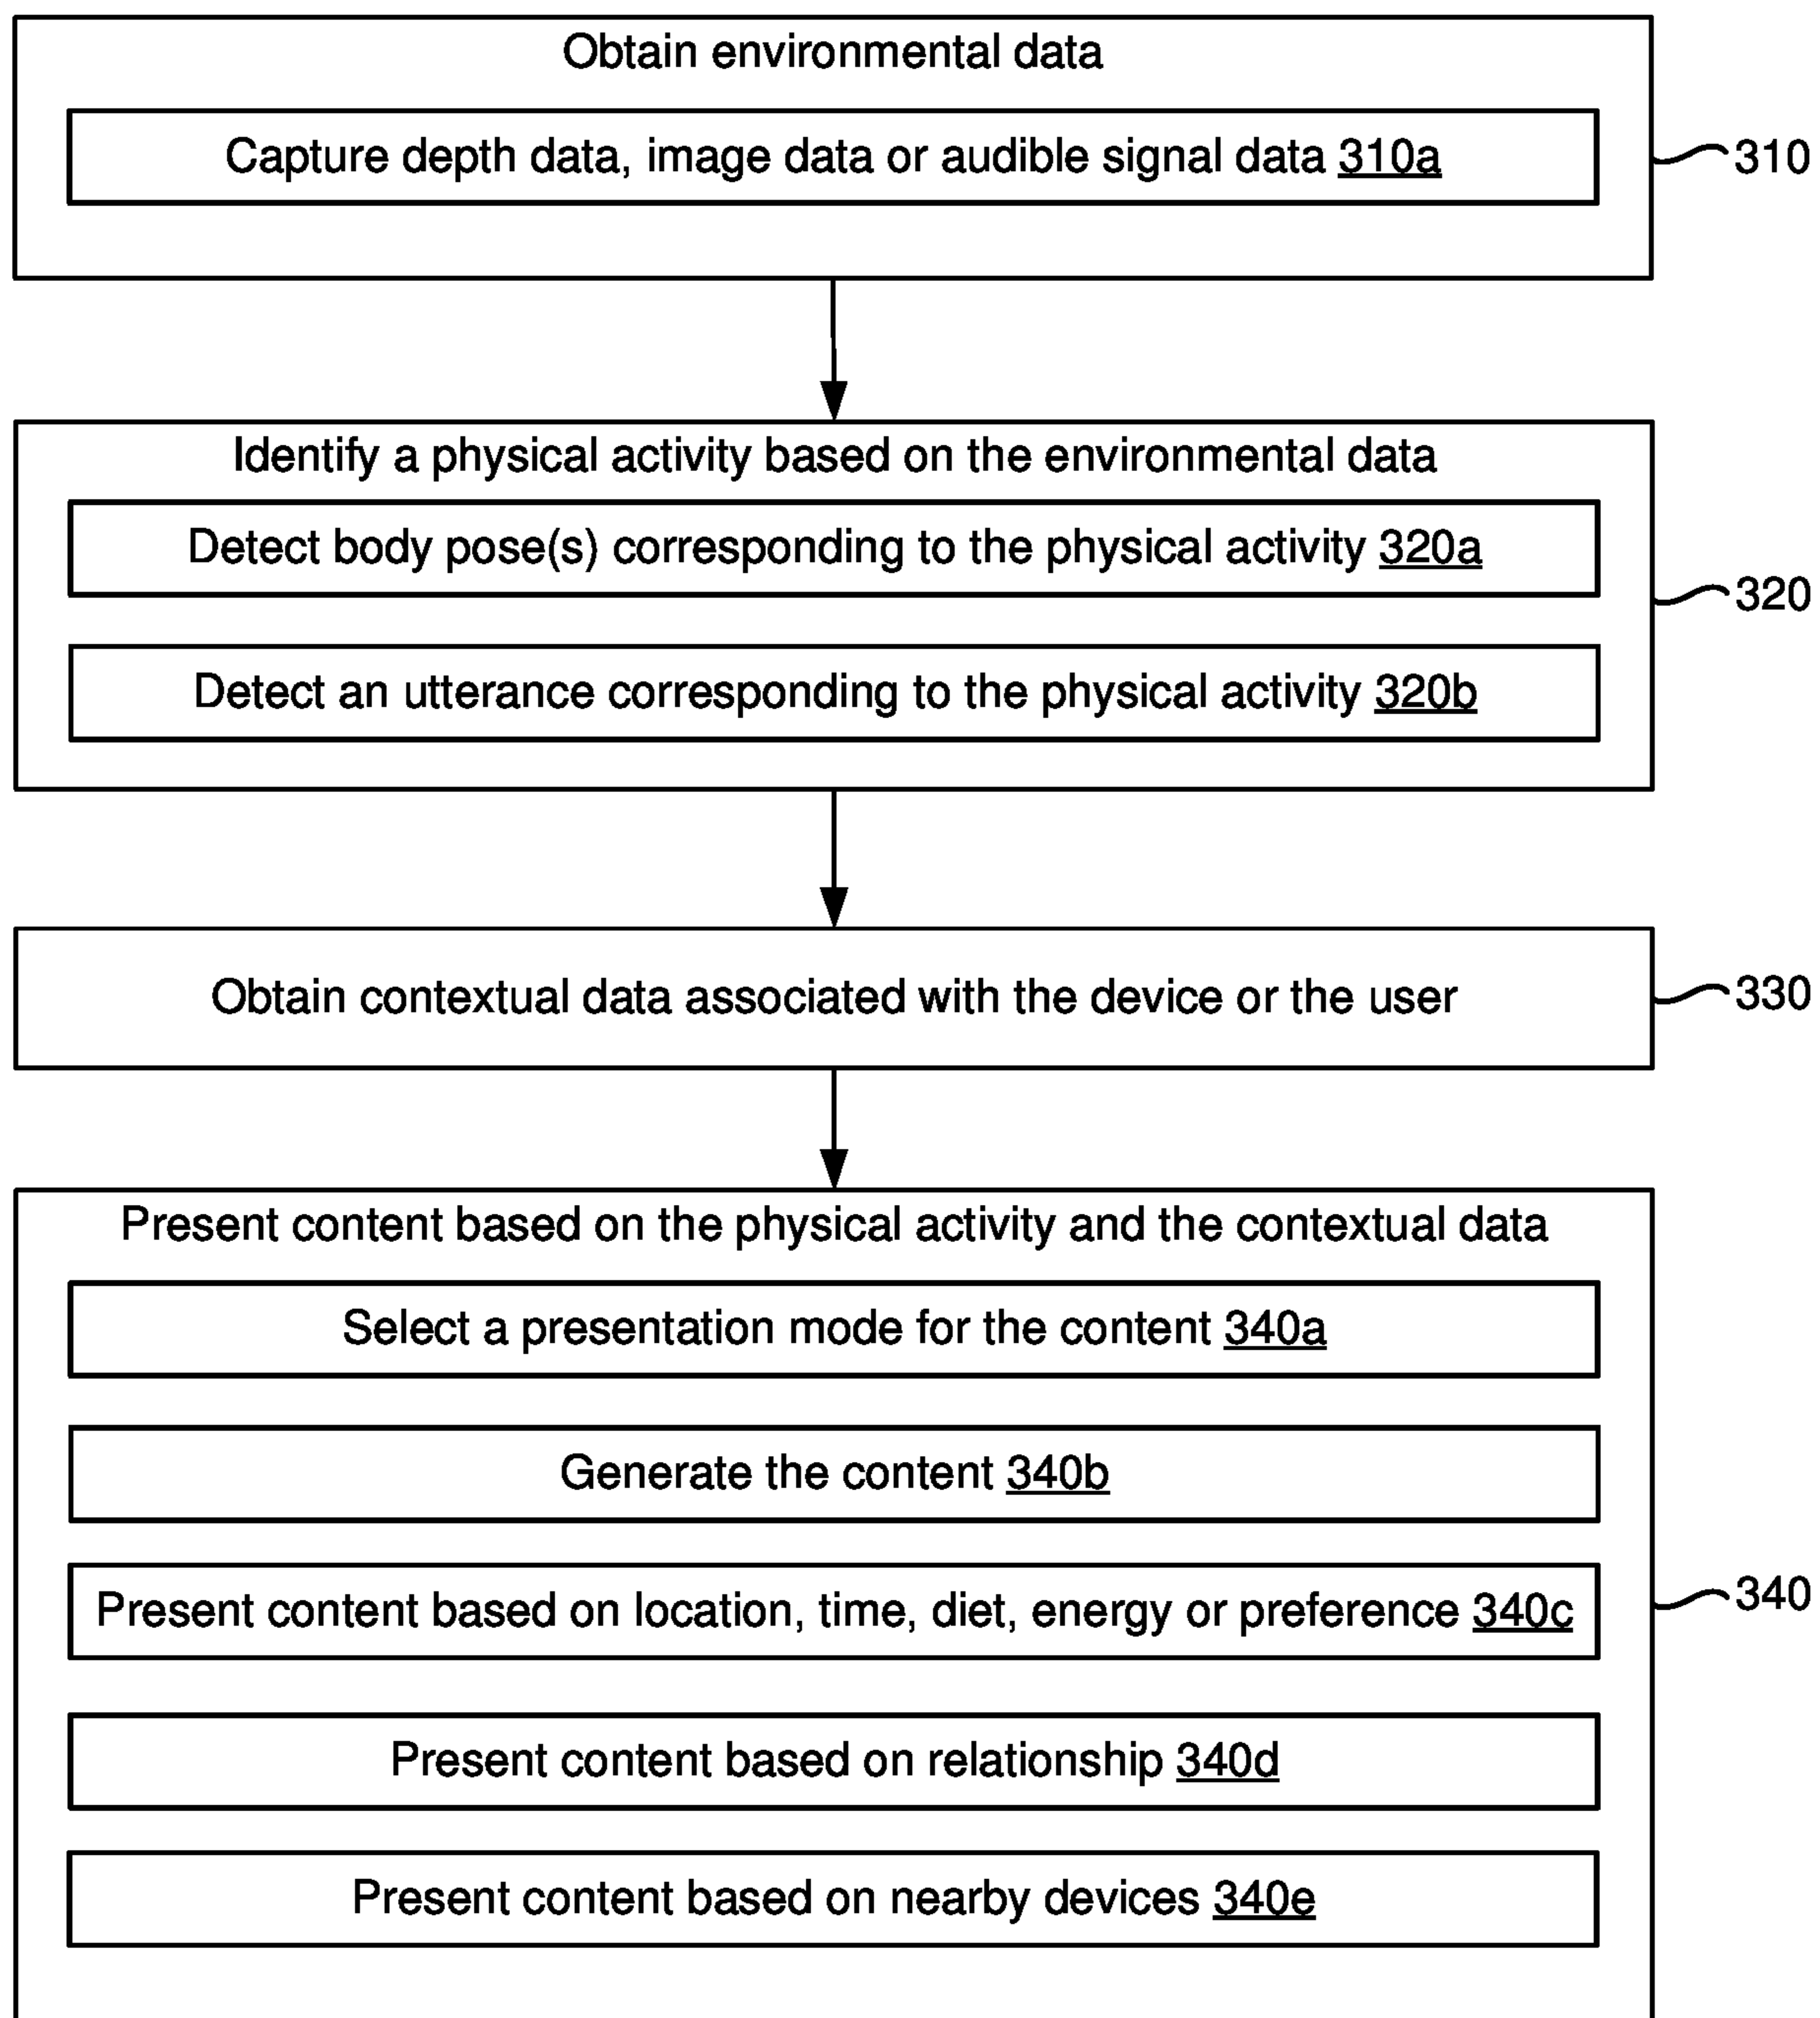 Obtain environmental data
Capture depth data, image data or audible signal data 310a
310
Identify a physical activity based on the environmental data
Detect body pose(s) corresponding to the physical activity 320a
320
Detect an utterance corresponding to the physical activity 320b
Obtain contextual data associated with the device or the user
330
Present content based on the physical activity and the contextual data
Select a presentation mode for the content 340a
Generate the content 340b
Present content based on location, time, diet, energy or preference 340c
340
Present content based on relationship 340d
Present content based on nearby devices 340e